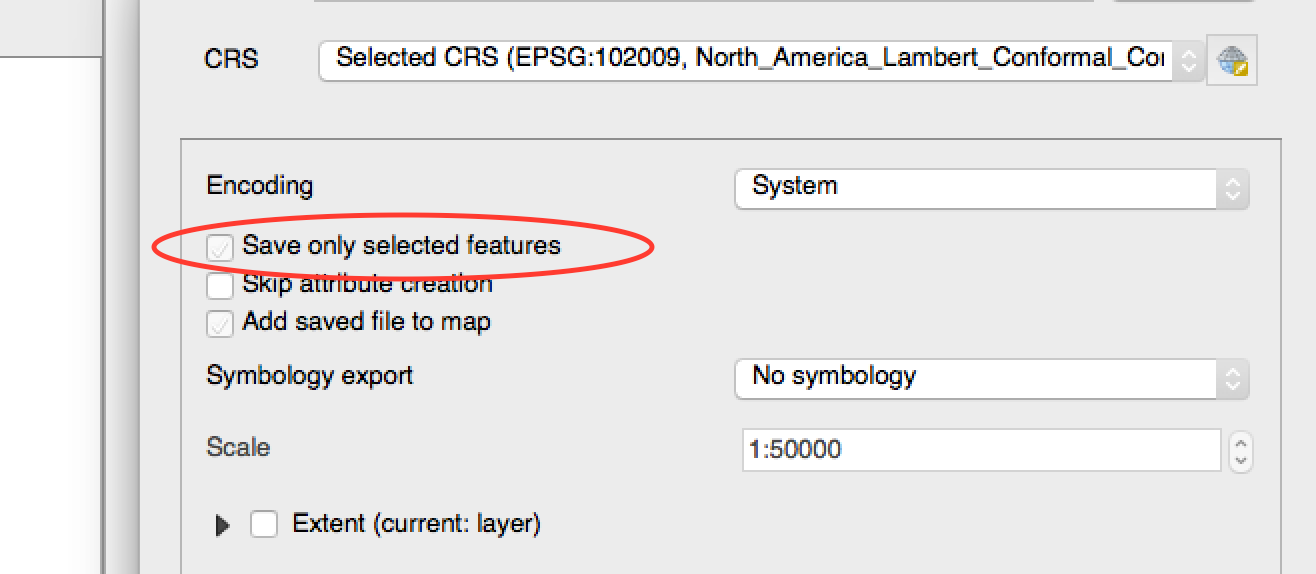 CRS Selected CRS (EPSG:102009, North_America_Lambert_Conformal_Co
Encoding System
Save only selected features
Skip attribute creation
Add saved file to map
Symbology export No symbology
Scale 1:50000
Extent (current: layer)